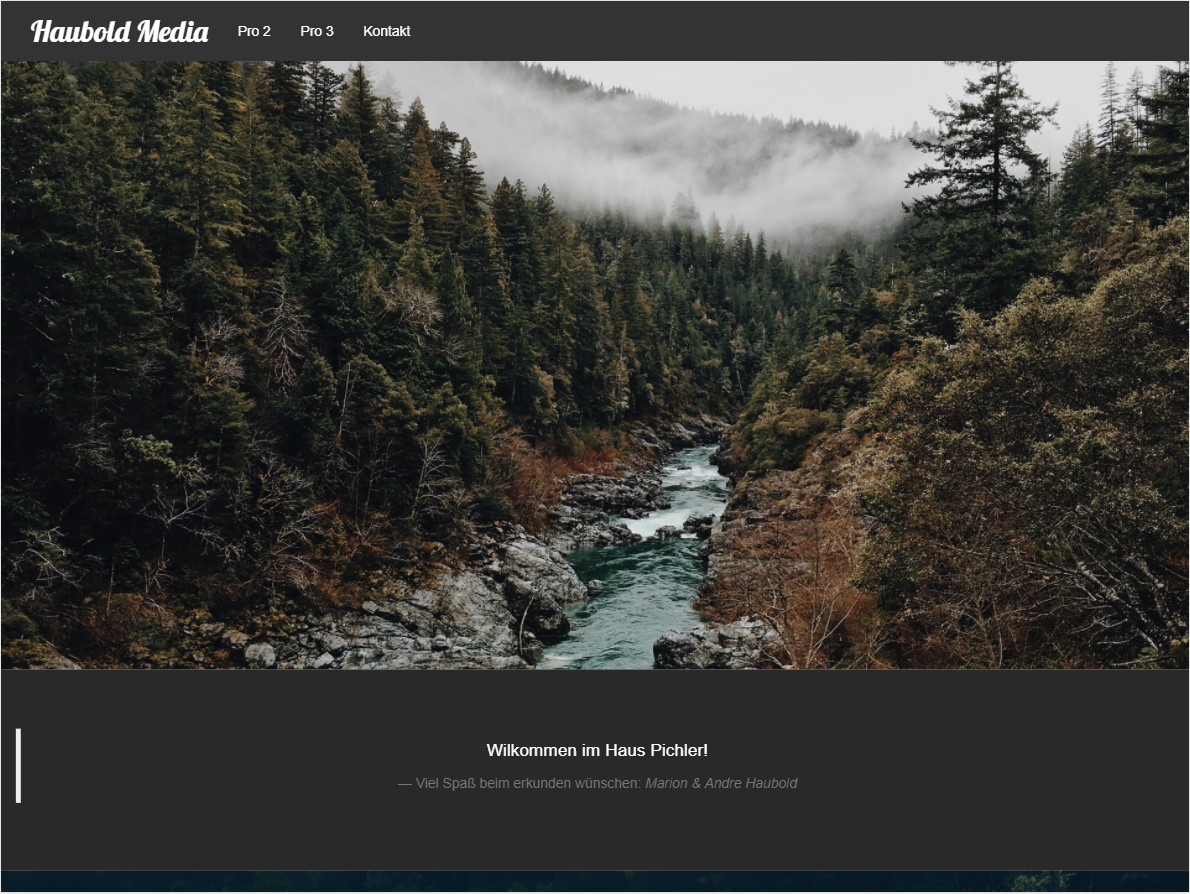 Haubold Media Pro 2 Pro 3 Kontakt
Wilkommen im Haus Pichler!
— Viel Spaß beim erkunden wünschen: Marion & Andre Haubold